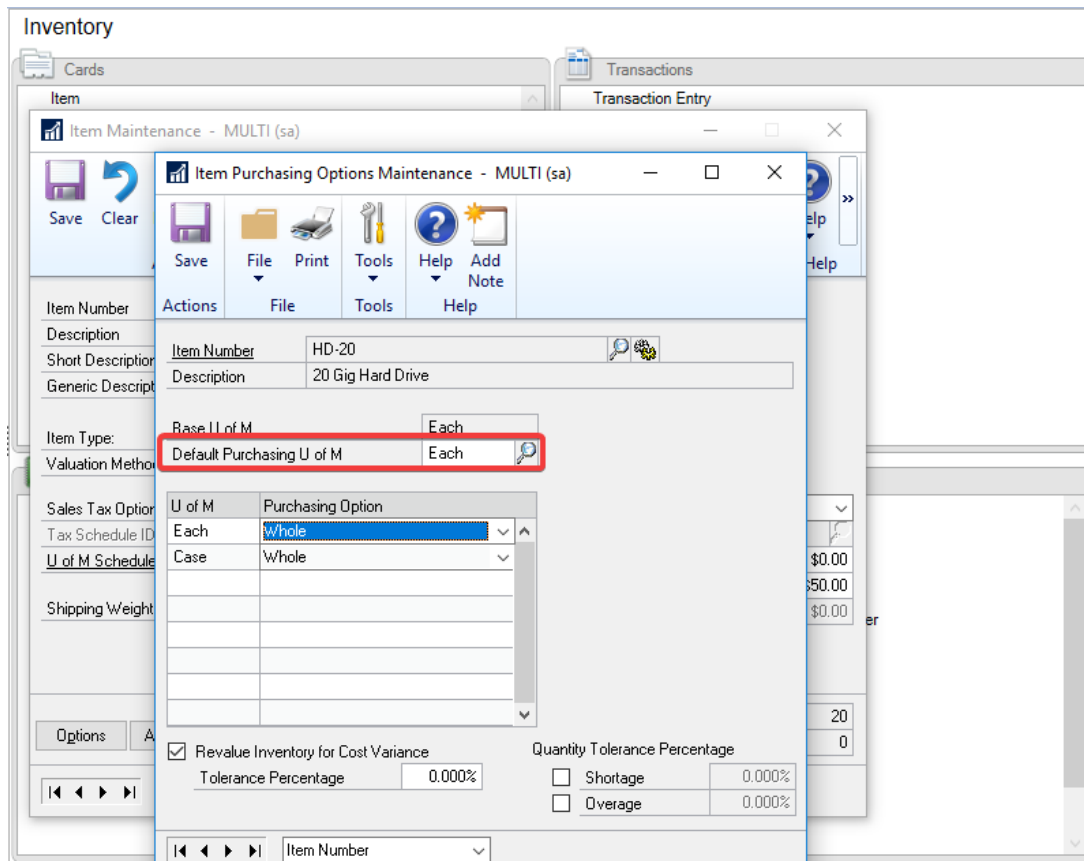 Inventory
Cards
Transactions
Item
Transaction Entry
Item Maintenance - MULTI (sa)
Item Purchasing Options Maintenance - MULTI (sa)
Save Clear
Save File Print Tools Help Add Note
elp
»
Help
Actions File Tools Help
Item Number
Description
Short Description
Generic Descript
Item Number HD-20
Description 20 Gig Hard Drive
Item Type:
Valuation Method
Base U of M Each
Default Purchasing U of M Each
Sales Tax Option
Tax Schedule ID
U of M Schedule
Shipping Weight
U of M Purchasing Option
Each Whole
Case Whole
$0.00
$50.00
$0.00
er
Options A
20
0
Revalue Inventory for Cost Variance
Tolerance Percentage 0.000%
Quantity Tolerance Percentage
Shortage 0.000%
Overage 0.000%
Item Number